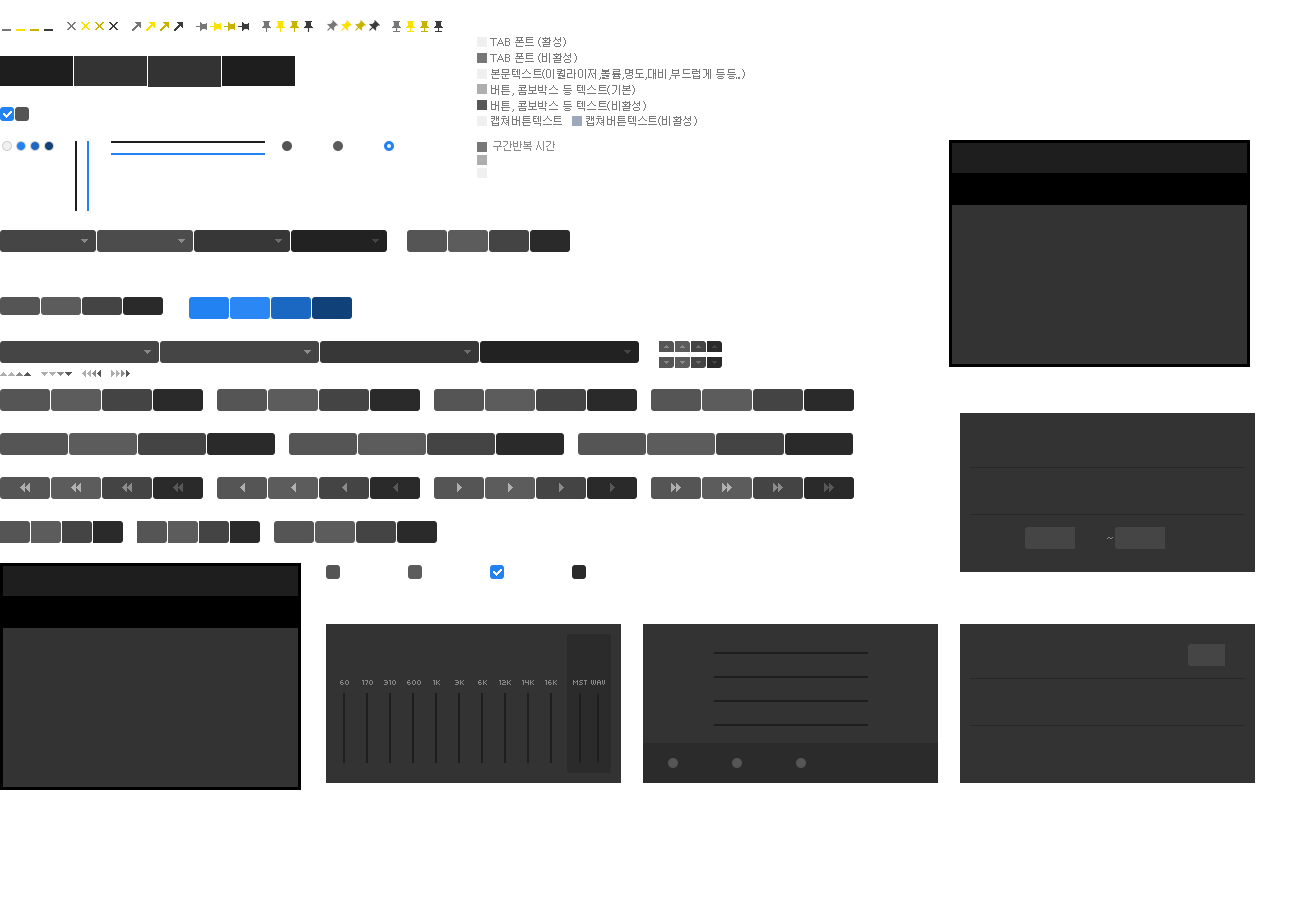 TAB 폰트 (활성)
TAB 폰트 (비활성)
본문텍스트(이퀄라이저,볼륨,명도,대비,부드럽게 등등..)
버튼, 콤보박스 등 텍스트(기본)
버튼, 콤보박스 등 텍스트(비활성)
캡쳐버튼텍스트 캡쳐버튼텍스트(비활성)
구간반복 시간
~
60 170 310 600 1K 3K 6K 12K 14K 16K MST WAV